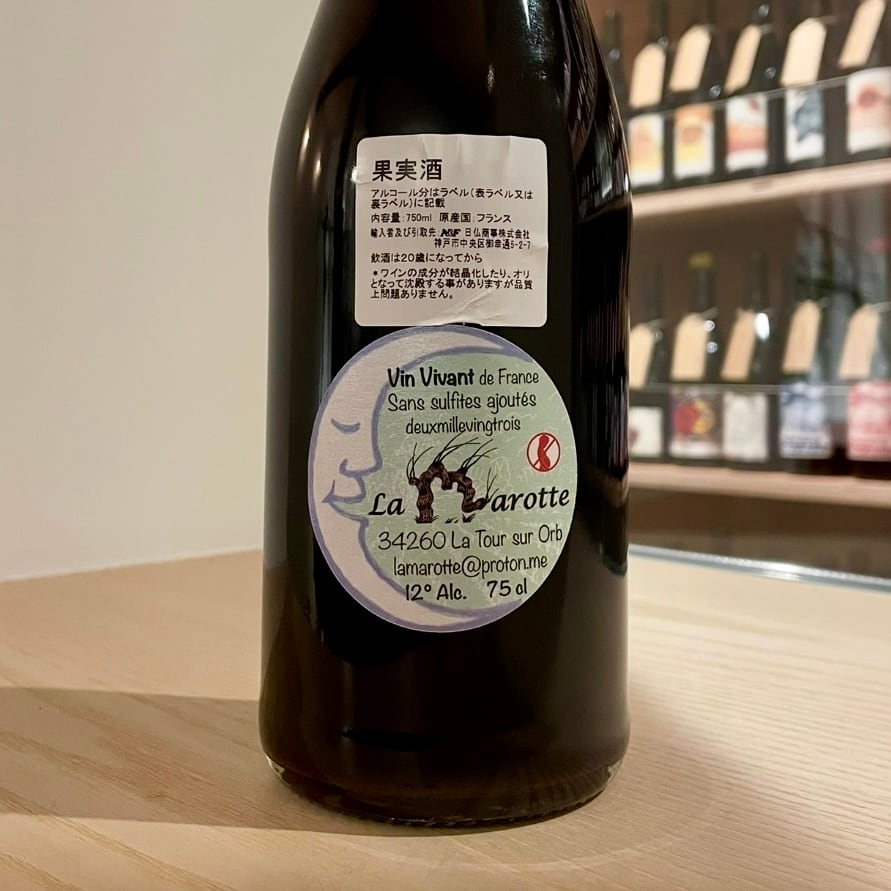 果実酒
アルコール分はラベル(表ラベル又は
裏ラベル)に記載
内容量:750ml 原産国:フランス
輸入者及び引取先: NSF 日仏商事株式会社
神戸市中央区御幸通5-2-7
飲酒は20歳になってから
*ワインの成分が結晶化したり、オリ
となって沈殿する事がありますが品質
上問題ありません。
Vin Vivant de France
Sans sulfites ajoutés
deuxmillevingtrois
La Marotte
34260 La Tour sur Orb
lamarotte@proton.me
12° Alc. 75 cl